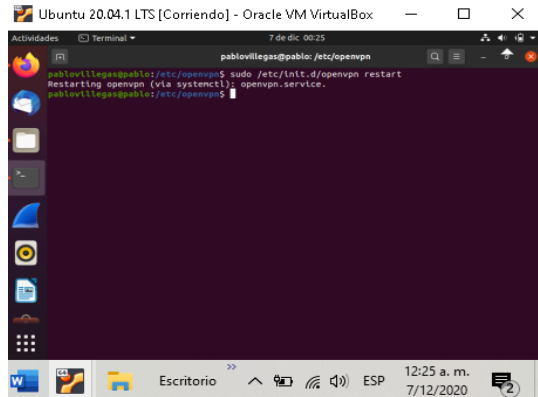 Ubuntu 20.04.1 LTS [Corriendo] - Oracle VM VirtualBox
Actividades Terminal 7 de dic 00:25
pablovillegas@pablo: /etc/openvpn
pablovillegas@pablo:/etc/openvpn$ sudo /etc/init.d/openvpn restart
Restarting openvpn (via systemctl): openvpn.service.
pablovillegas@pablo:/etc/openvpn$
Escritorio ESP 12:25 a. m.
7/12/2020
2